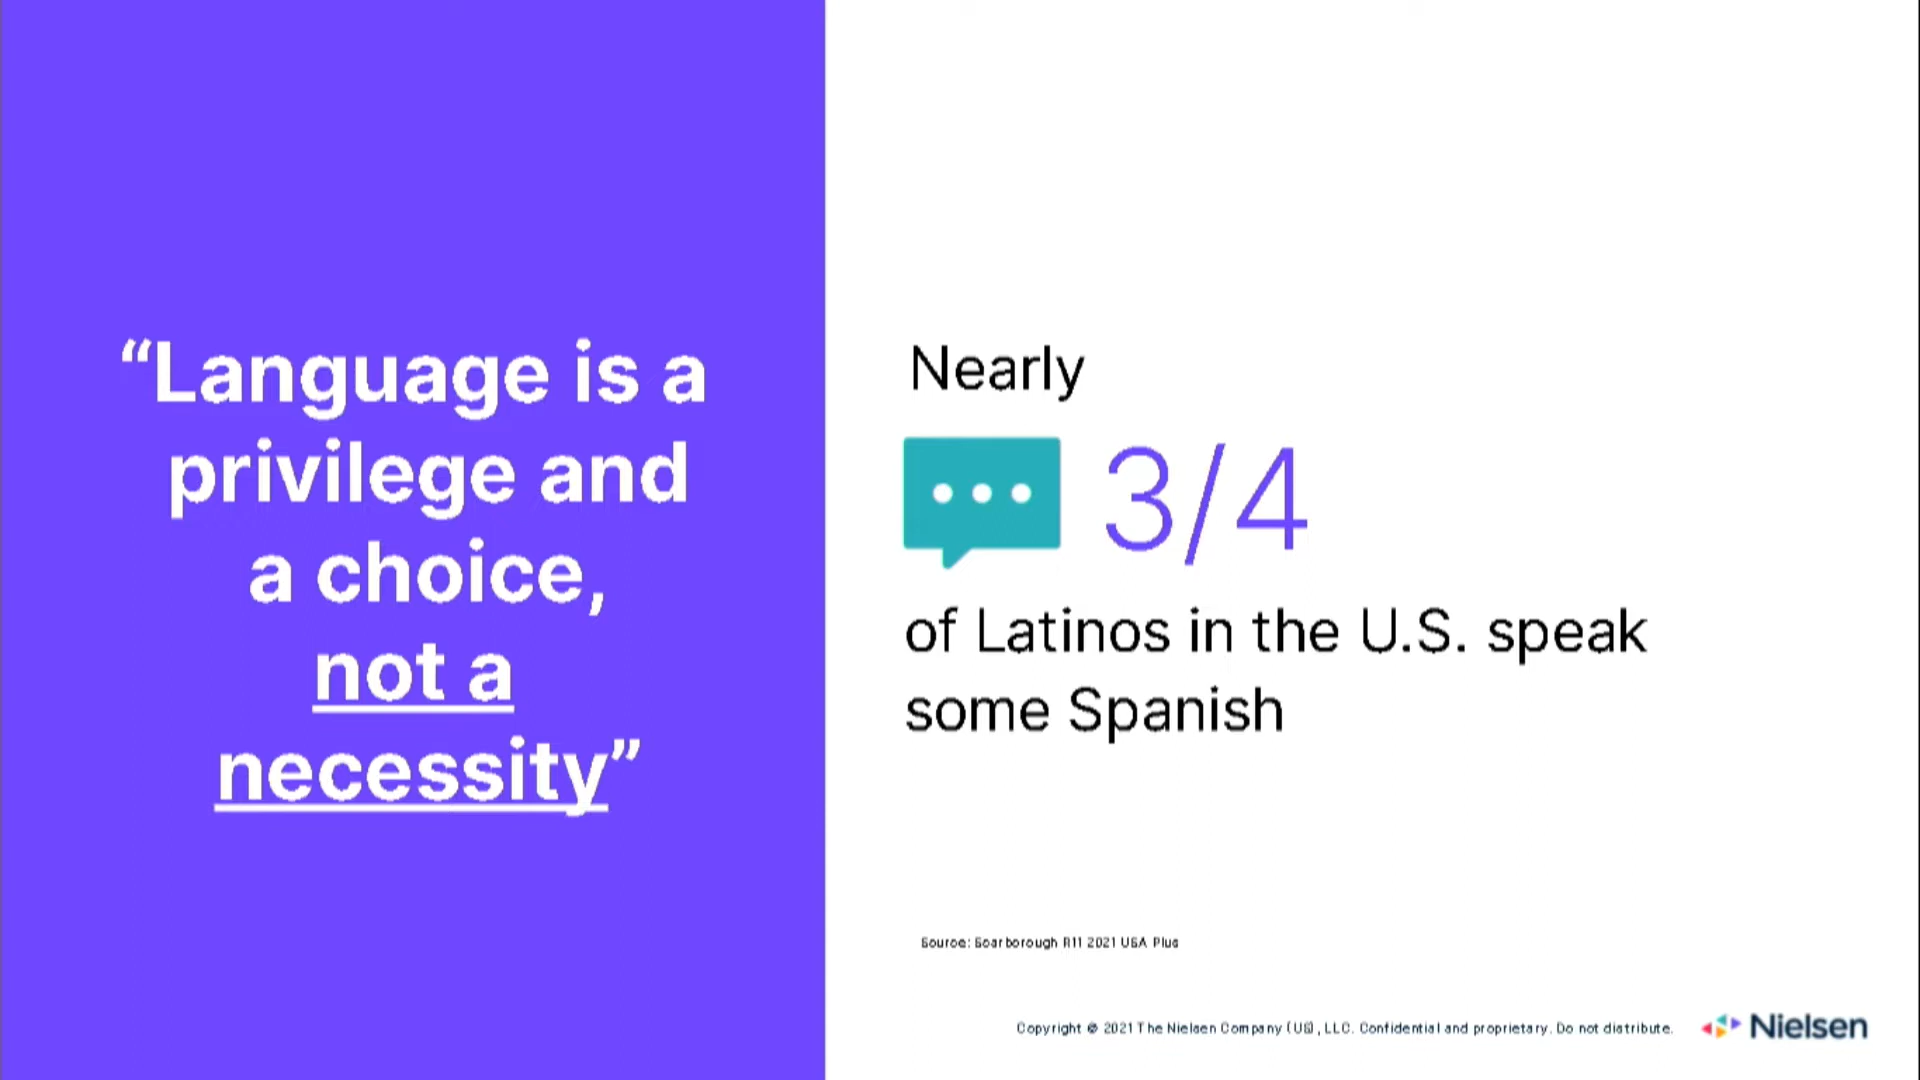 “Language is a
privilege and
a choice,
not a
necessity”
Nearly
3/4
of Latinos in the U.S. speak
some Spanish
Source: Scarborough R11 2021 USA Plus
Copyright © 2021 The Nielsen Company (US), LLC. Confidential and proprietary. Do not distribute.
Nielsen